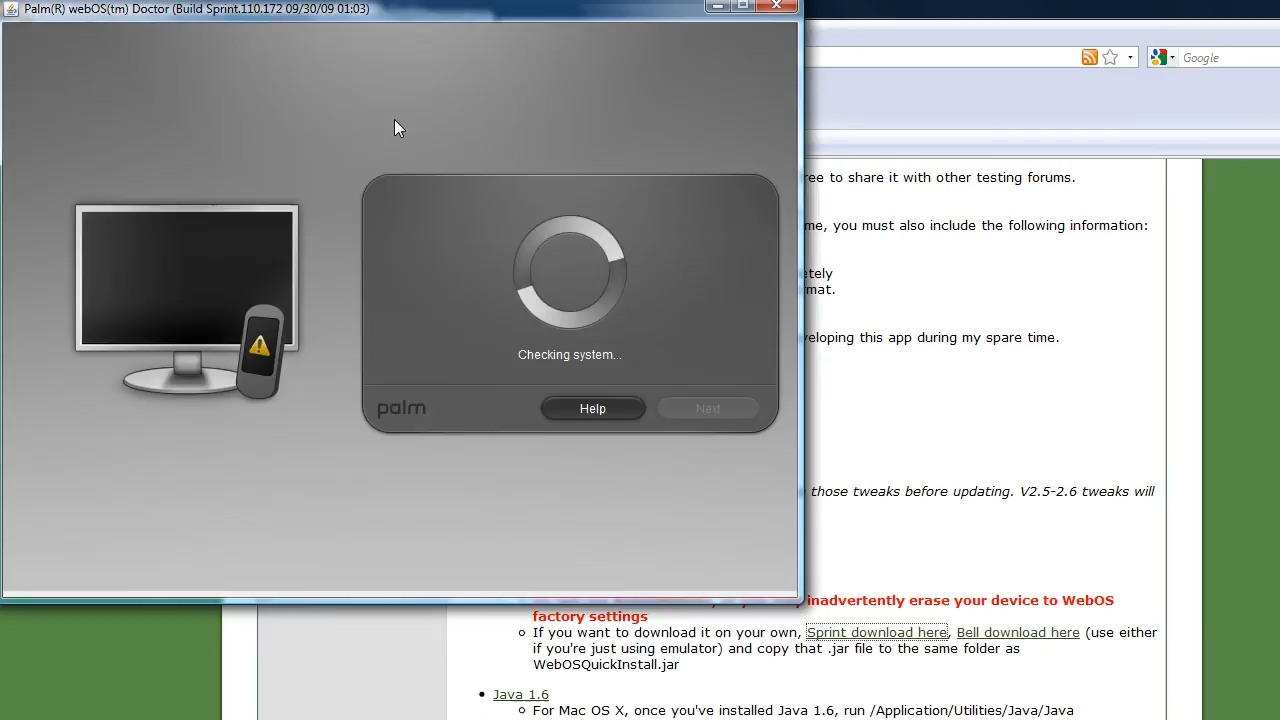 Palm(R) webOS(tm) Doctor (Build Sprint.110.172 09/30/09 01:03)
Google
ree to share it with other testing forums.
me, you must also include the following information:
etely
rmat.
veloping this app during my spare time.
Checking system...
palm
Help
Next
those tweaks before updating. V2.5-2.6 tweaks will
inadvertently erase your device to WebOS
factory settings
If you want to download it on your own, Sprint download here, Bell download here (use either
if you're just using emulator) and copy that .jar file to the same folder as
WebOSQuickInstall.jar
Java 1.6
For Mac OS X, once you've installed Java 1.6, run /Application/Utilities/Java/Java